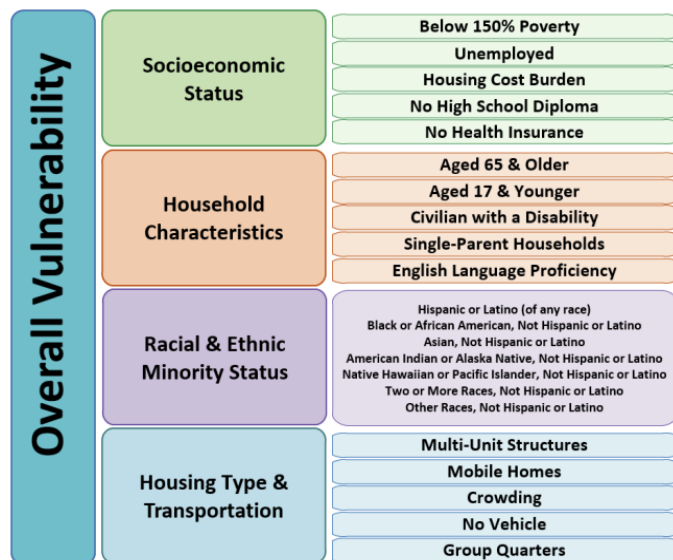 Overall Vulnerability
Socioeconomic
Status
Below 150% Poverty
Unemployed
Housing Cost Burden
No High School Diploma
No Health Insurance
Household
Characteristics
Aged 65 & Older
Aged 17 & Younger
Civilian with a Disability
Single-Parent Households
English Language Proficiency
Racial & Ethnic
Minority Status
Hispanic or Latino (of any race)
Black or African American, Not Hispanic or Latino
Asian, Not Hispanic or Latino
American Indian or Alaska Native, Not Hispanic or Latino
Native Hawaiian or Pacific Islander, Not Hispanic or Latino
Two or More Races, Not Hispanic or Latino
Other Races, Not Hispanic or Latino
Housing Type &
Transportation
Multi-Unit Structures
Mobile Homes
Crowding
No Vehicle
Group Quarters